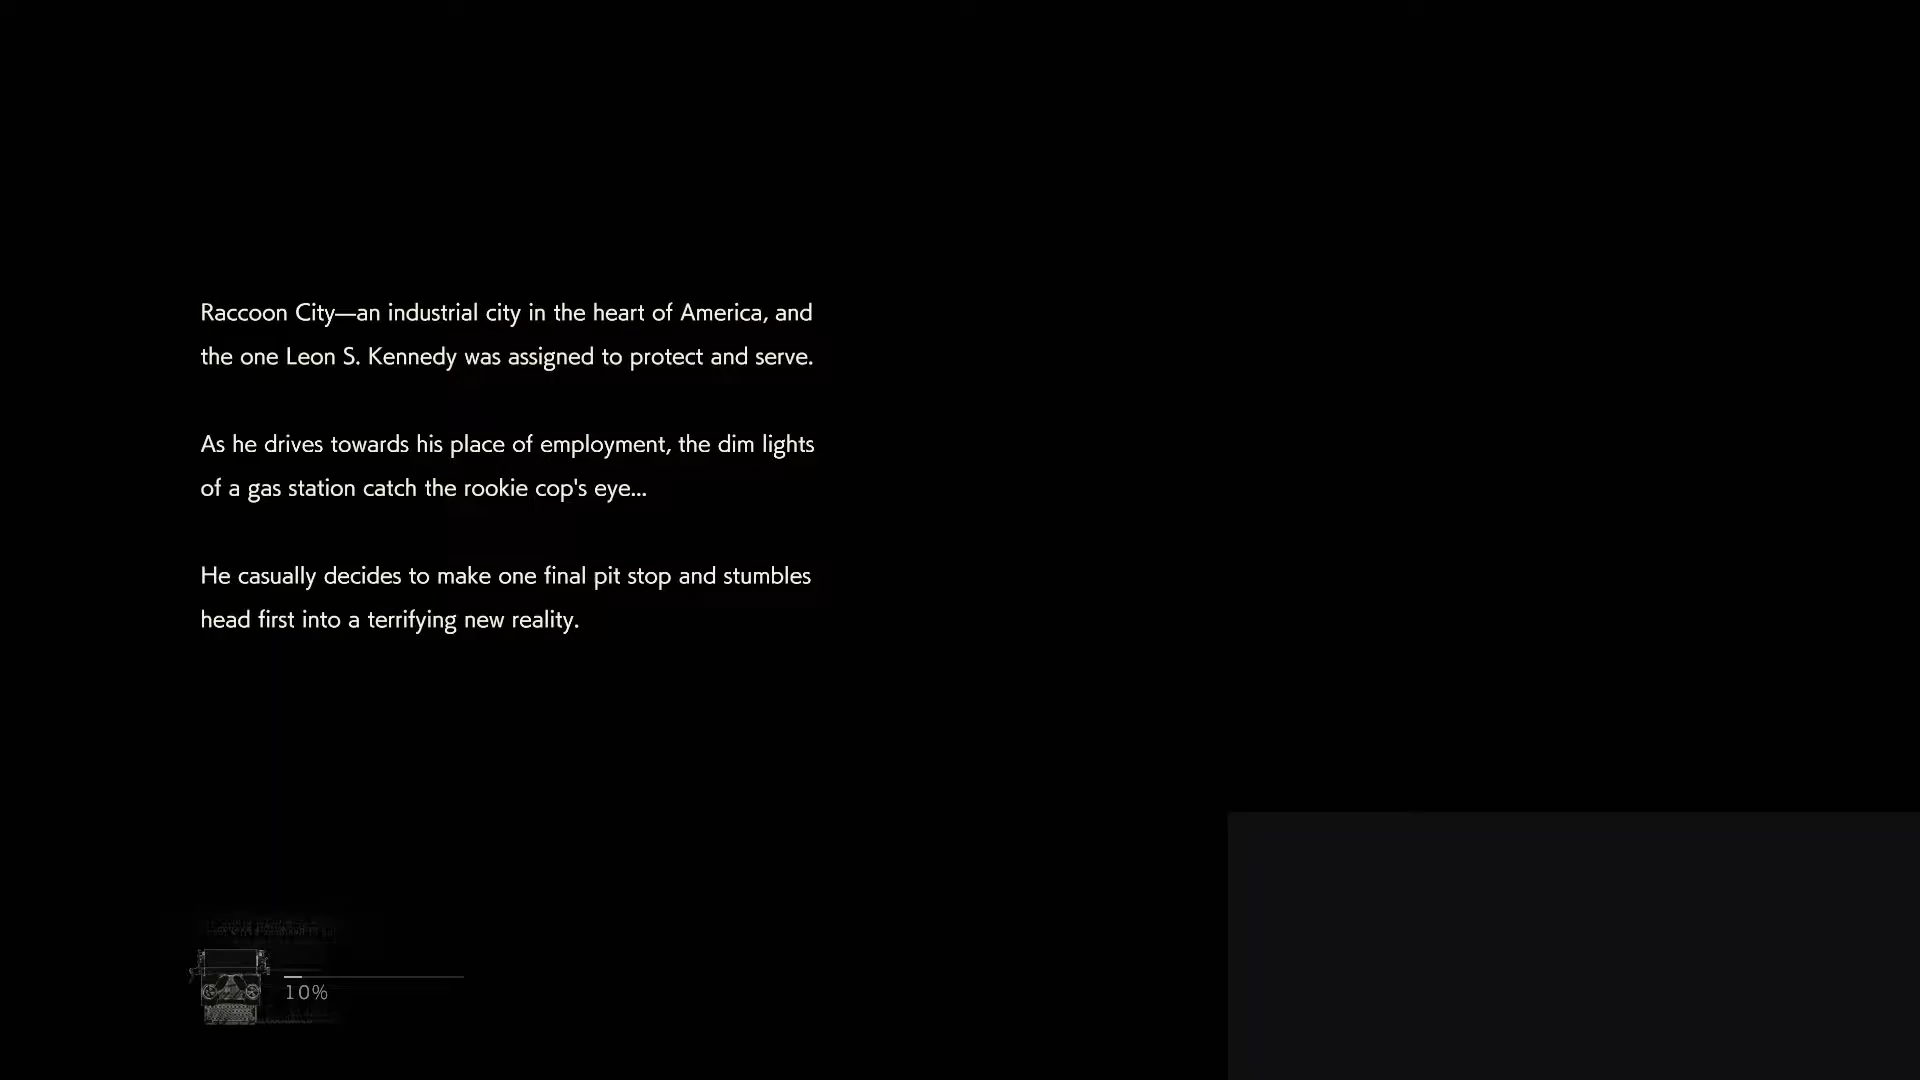 Raccoon City—an industrial city in the heart of America, and
the one Leon S. Kennedy was assigned to protect and serve.
As he drives towards his place of employment, the dim lights
of a gas station catch the rookie cop's eye...
He casually decides to make one final pit stop and stumbles
head first into a terrifying new reality.
10%